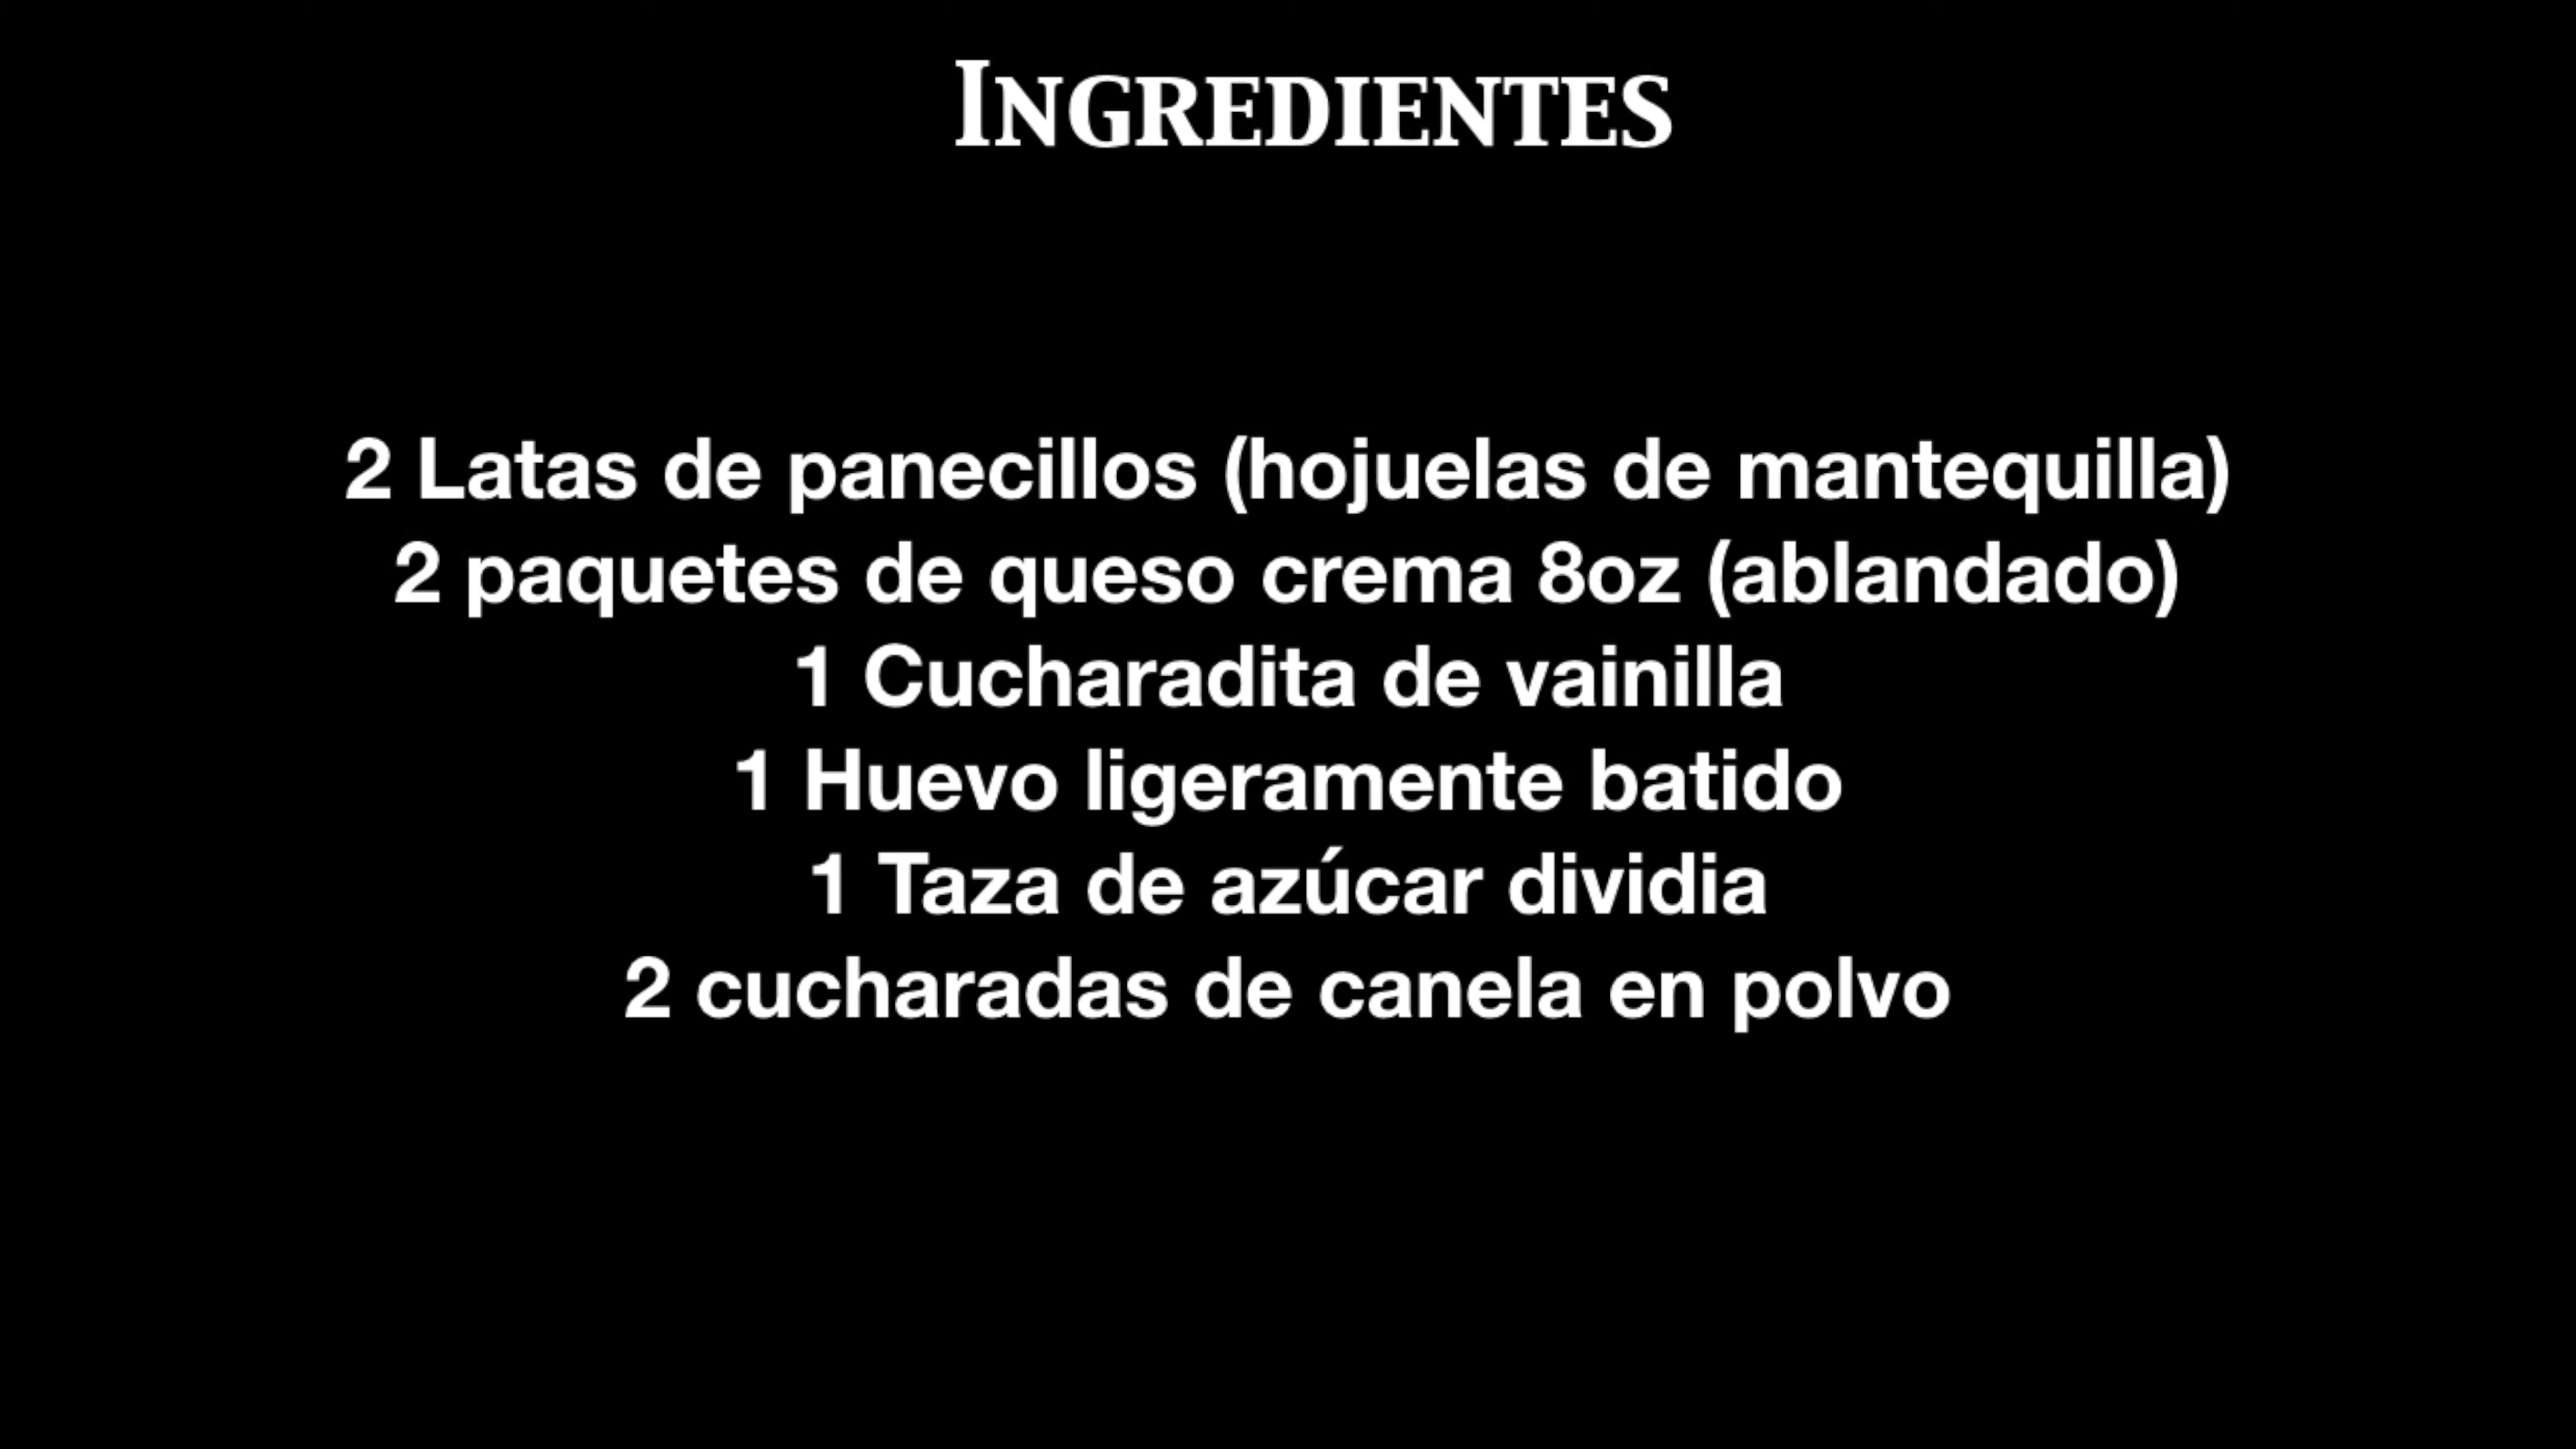 Ingredientes
2 Latas de panecillos (hojuelas de mantequilla)
2 paquetes de queso crema 8oz (ablandado)
1 Cucharadita de vainilla
1 Huevo ligeramente batido
1 Taza de azúcar dividia
2 cucharadas de canela en polvo